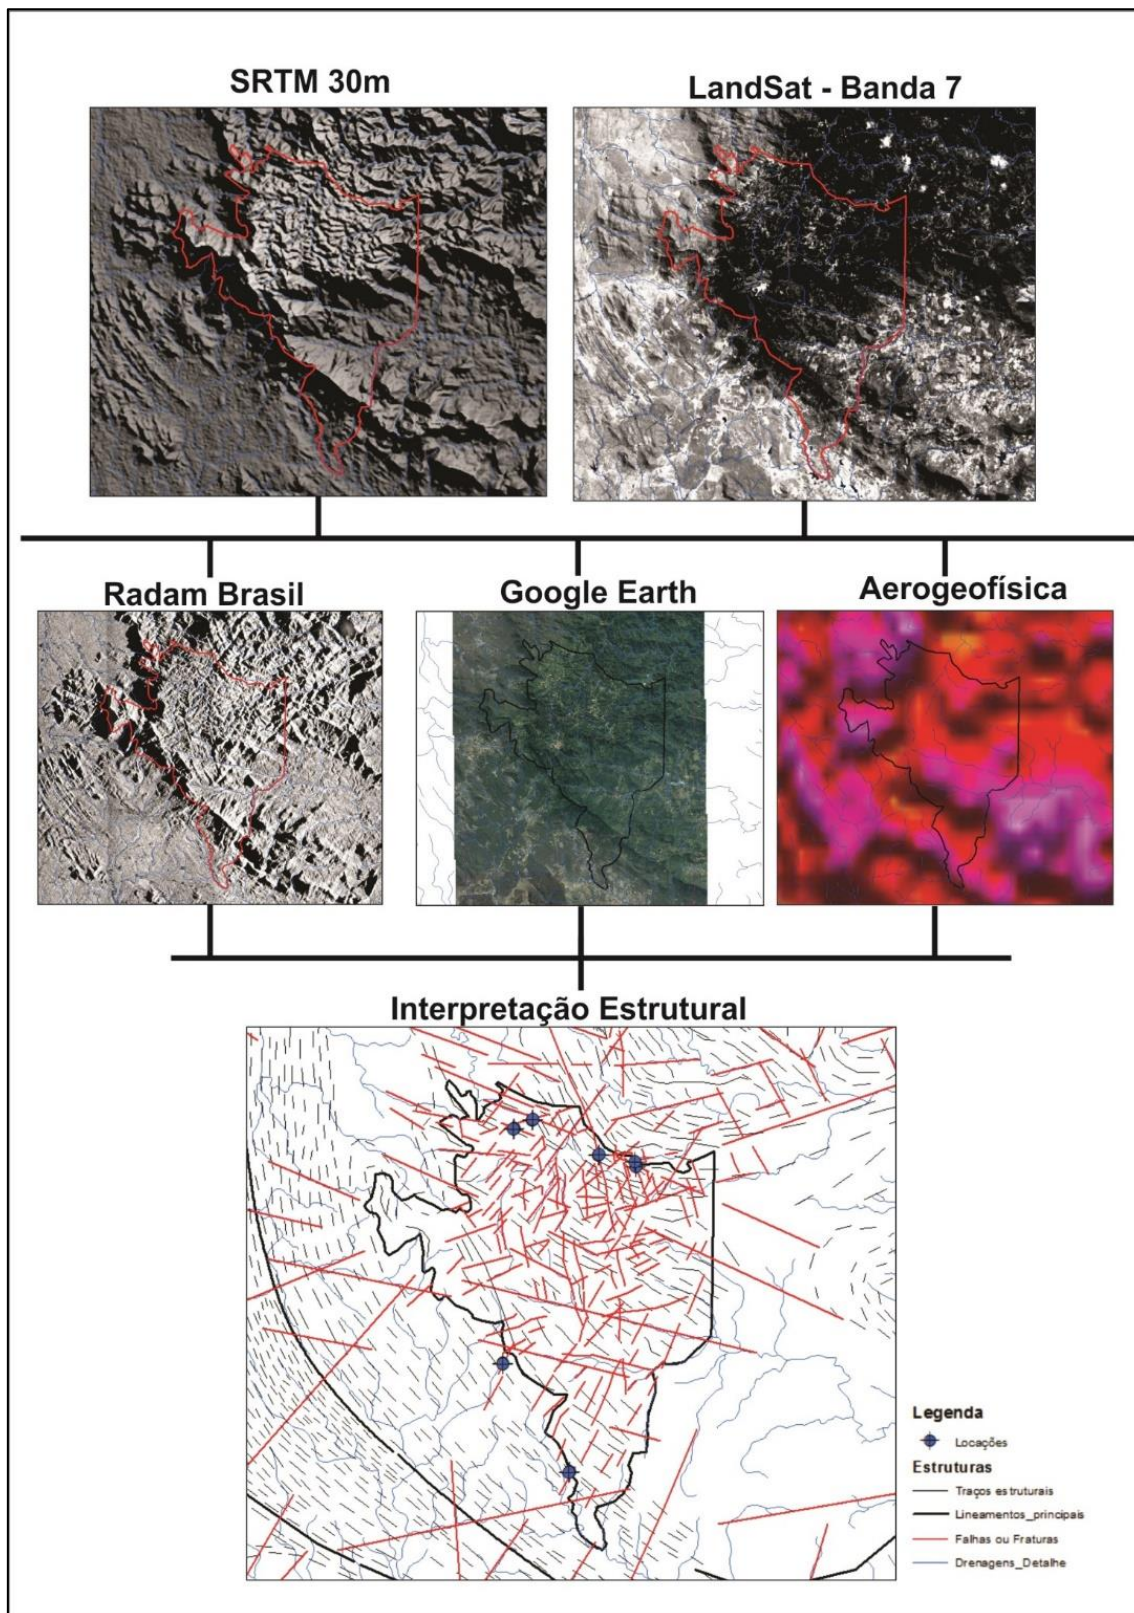 SRTM 30m
LandSat - Banda 7
Radam Brasil
Google Earth
Aerogeofísica
Interpretação Estrutural
Legenda
Locações
Estruturas
Traços estruturais
Lineamentos_principais
Falhas ou Fraturas
Drenagens_Detalhe